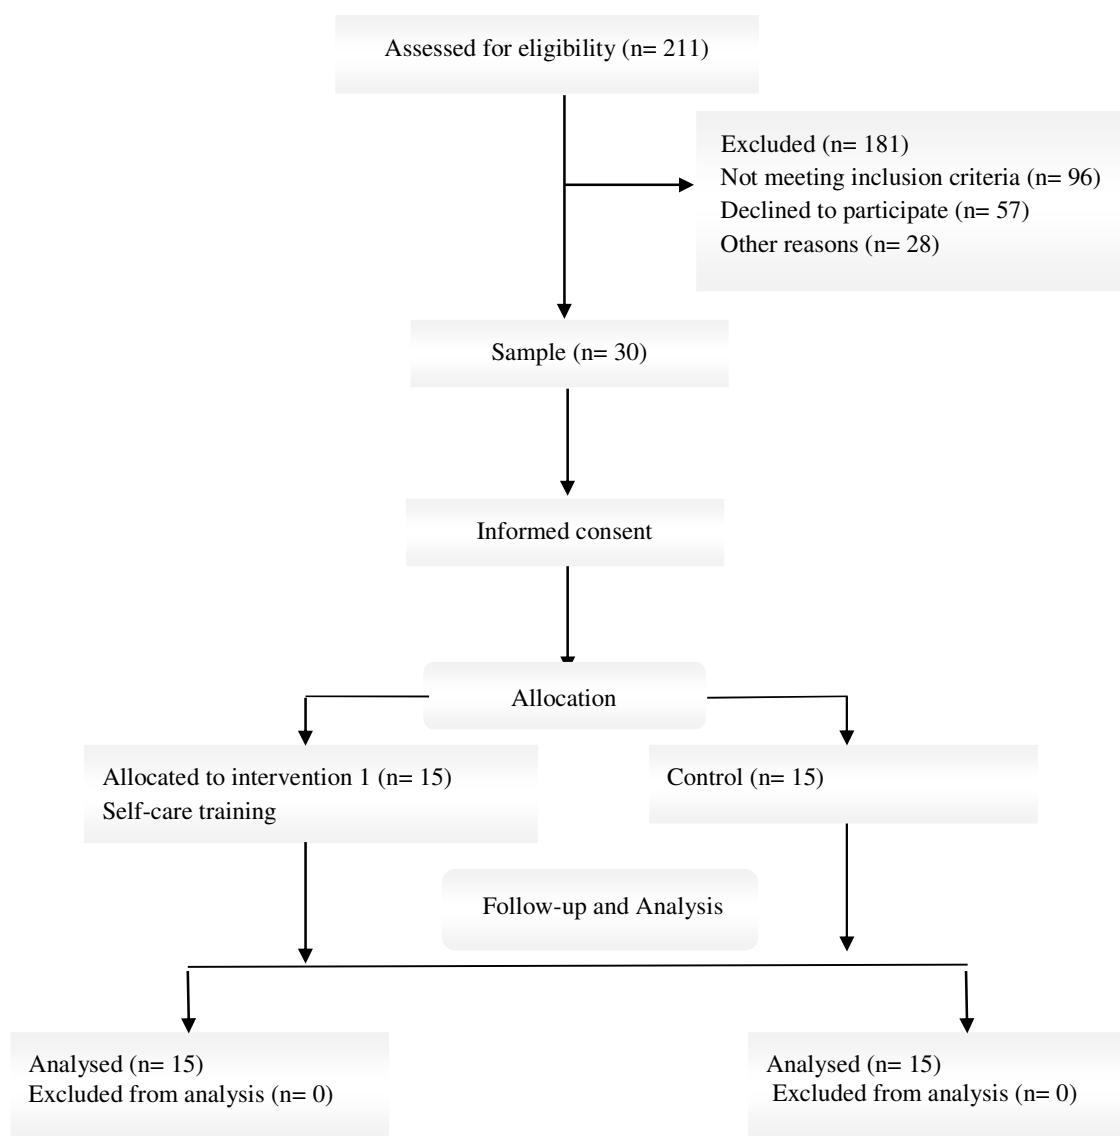 Assessed for eligibility (n= 211)
Excluded (n= 181)
Not meeting inclusion criteria (n= 96)
Declined to participate (n= 57)
Other reasons (n= 28)
Sample (n= 30)
Informed consent
Allocation
Allocated to intervention 1 (n= 15)
Self-care training
Control (n= 15)
Follow-up and Analysis
Analysed (n= 15)
Excluded from analysis (n= 0)
Analysed (n= 15)
Excluded from analysis (n= 0)